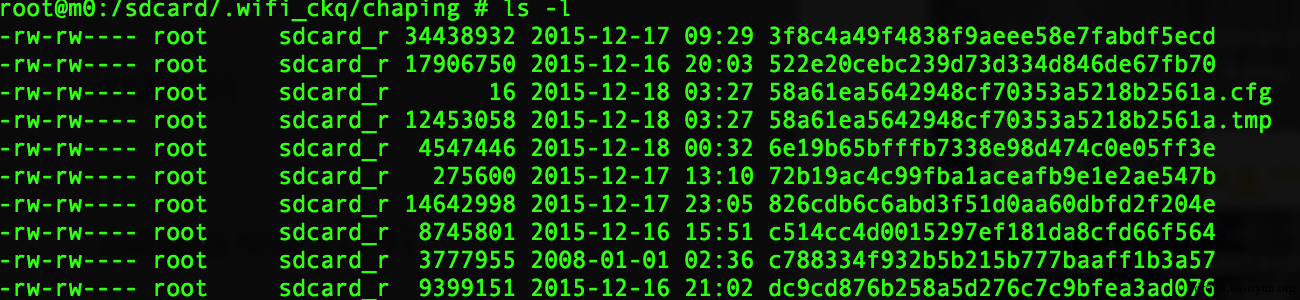 root@m0:/sdcard/.wifi_ckq/chaping # ls -l
-rw-rw---- root     sdcard_r 34438932 2015-12-17 09:29 3f8c4a49f4838f9aeee58e7fabdf5ecd
-rw-rw---- root     sdcard_r 17906750 2015-12-16 20:03 522e20cebc239d73d334d846de67fb70
-rw-rw---- root     sdcard_r       16 2015-12-18 03:27 58a61ea5642948cf70353a5218b2561a.cfg
-rw-rw---- root     sdcard_r 12453058 2015-12-18 03:27 58a61ea5642948cf70353a5218b2561a.tmp
-rw-rw---- root     sdcard_r  4547446 2015-12-18 00:32 6e19b65bfffb7338e98d474c0e05ff3e
-rw-rw---- root     sdcard_r   275600 2015-12-17 13:10 72b19ac4c99fba1aceafb9e1e2ae547b
-rw-rw---- root     sdcard_r 14642998 2015-12-17 23:05 826cdb6c6abd3f51d0aa60dbfd2f204e
-rw-rw---- root     sdcard_r  8745801 2015-12-16 15:51 c514cc4d0015297ef181da8cfd66f564
-rw-rw---- root     sdcard_r  3777955 2008-01-01 02:36 c788334f932b5b215b777baaff1b3a57
-rw-rw---- root     sdcard_r  9399151 2015-12-16 21:02 dc9cd876b258a5d276c7c9bfea3ad076